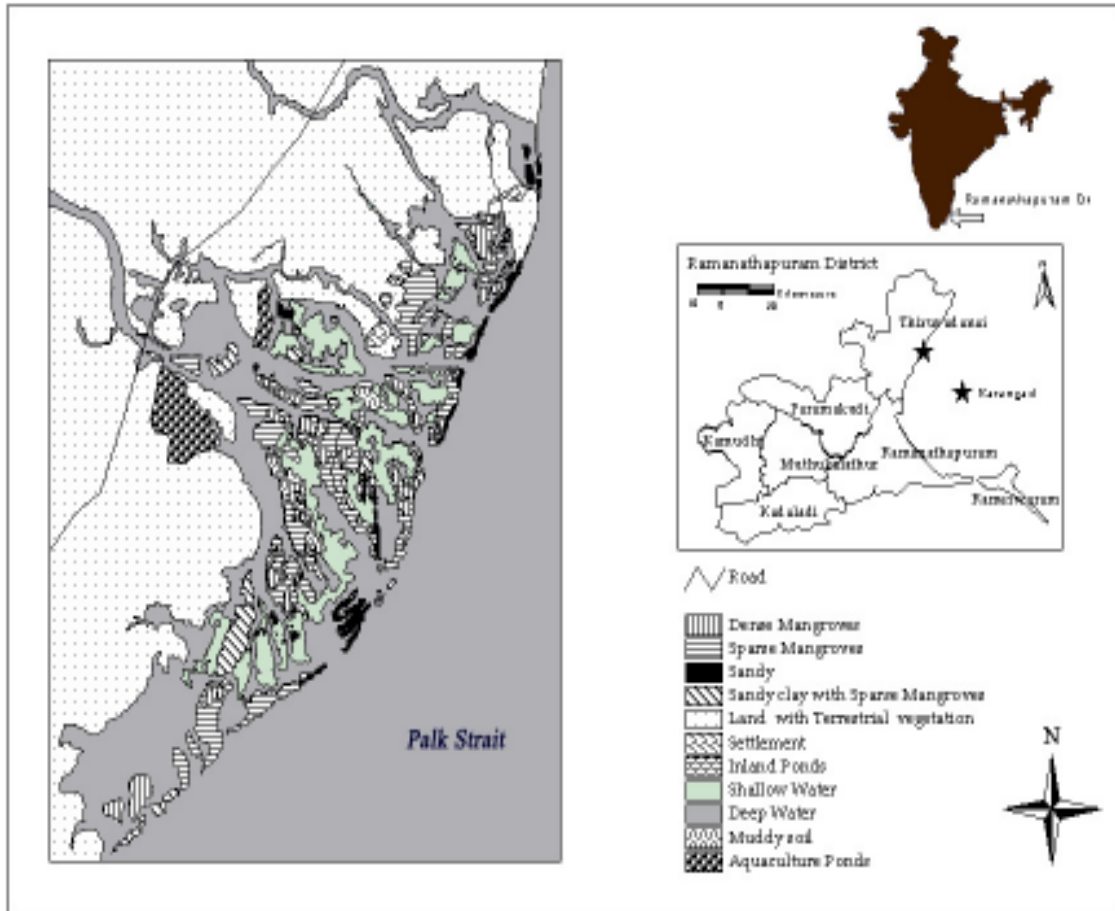 Ramanathapuram
Ramanathapuram District
Thiruvadanai
Karangad
Paramakudi
Kamudhi
Muthukulathur
Ramanathapuram
Rameswaram
Kadaladi
Road
Dense Mangroves
Sparse Mangroves
Sandy
Sandy clay with Sparse Mangroves
Land with Terrestrial vegetation
Settlement
Inland Ponds
Shallow Water
Deep Water
Muddy soil
Aquaculture Ponds
Palk Strait
N